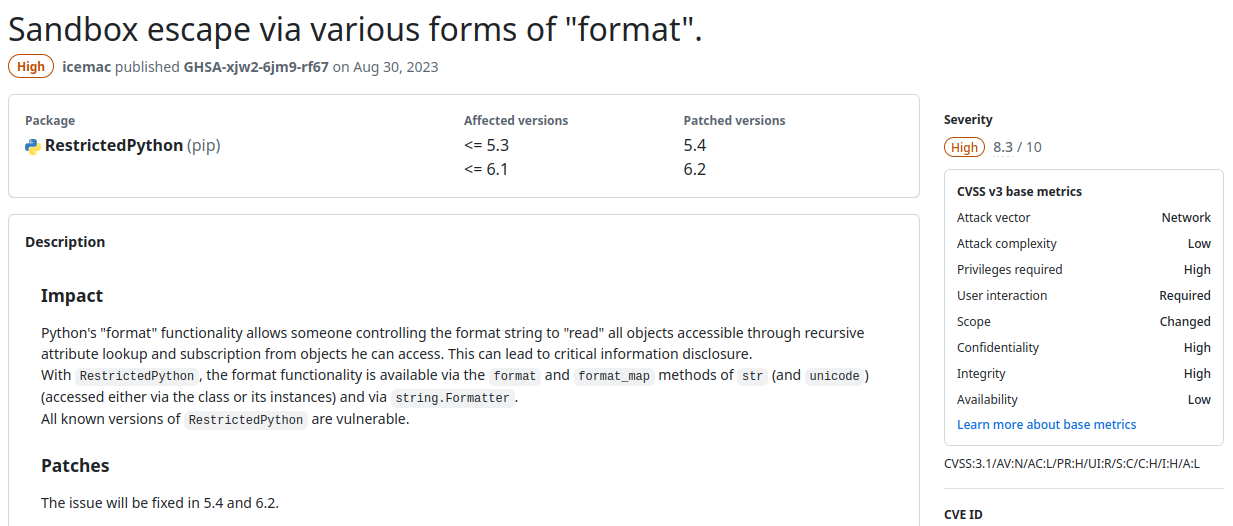 Sandbox escape via various forms of "format".
High icemac published GHSA-xjw2-6jm9-rf67 on Aug 30, 2023
Package Affected versions Patched versions
RestrictedPython (pip) <= 5.3 5.4
<= 6.1 6.2
Description
Impact
Python's "format" functionality allows someone controlling the format string to "read" all objects accessible through recursive
attribute lookup and subscription from objects he can access. This can lead to critical information disclosure.
With RestrictedPython, the format functionality is available via the format and format_map methods of str (and unicode)
(accessed either via the class or its instances) and via string.Formatter.
All known versions of RestrictedPython are vulnerable.
Patches
The issue will be fixed in 5.4 and 6.2.
Severity
High 8.3 / 10
CVSS v3 base metrics
Attack vector Network
Attack complexity Low
Privileges required High
User interaction Required
Scope Changed
Confidentiality High
Integrity High
Availability Low
Learn more about base metrics
CVSS:3.1/AV:N/AC:L/PR:H/UI:R/S:C/C:H/I:H/A:L
CVE ID